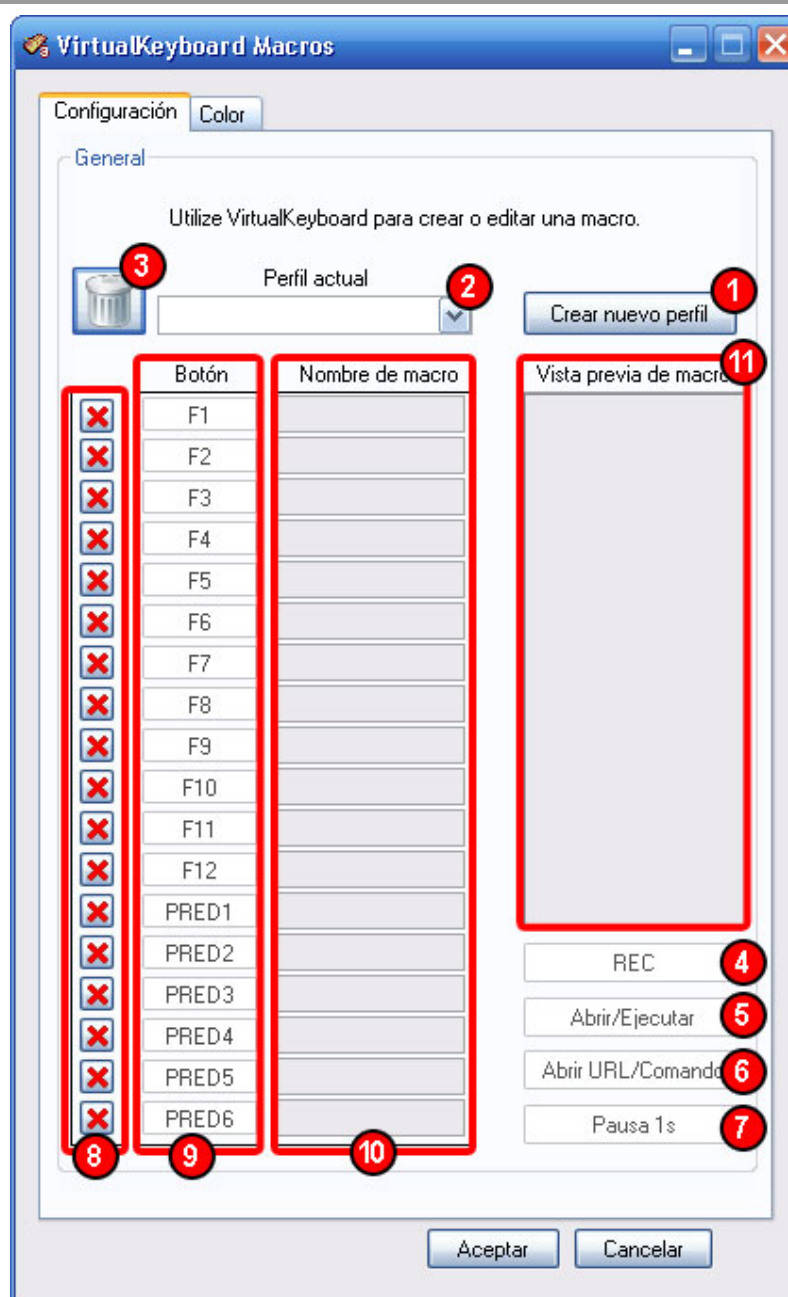 VirtualKeyboard Macros
Configuración Color
General
Utilize VirtualKeyboard para crear o editar una macro.
3 Perfil actual 2 1
Crear nuevo perfil
Botón Nombre de macro Vista previa de macro 11
F1
F2
F3
F4
F5
F6
F7
F8
F9
F10
F11
F12
PRED1
PRED2 REC 4
PRED3 Abrir/Ejecutar 5
PRED4
PRED5 Abrir URL/Comando 6
PRED6 Pausa 1s 7
8 9 10
Aceptar Cancelar